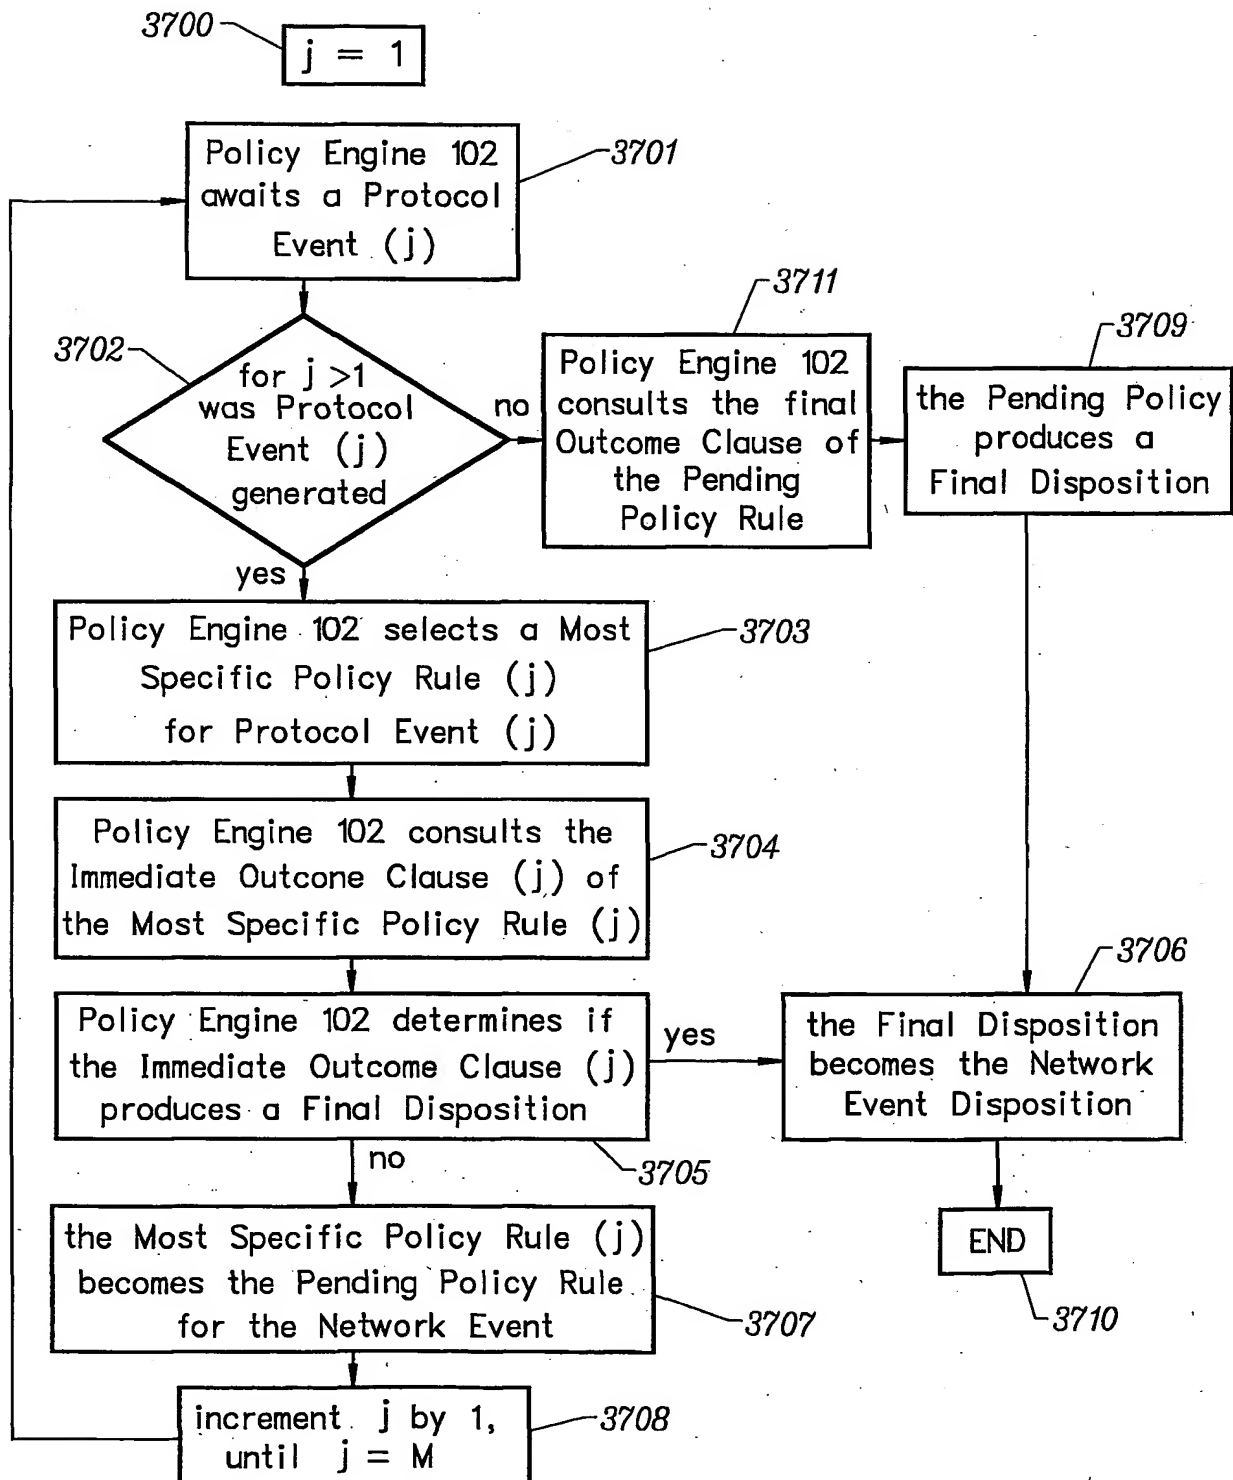 3700
j = 1
Policy Engine 102
awaits a Protocol
Event (j)
3701
3702
for j >1
was Protocol
Event (j)
generated
no
yes
3711
Policy Engine 102
consults the final
Outcome Clause of
the Pending
Policy Rule
3709
the Pending Policy
produces a
Final Disposition
Policy Engine 102 selects a Most
Specific Policy Rule (j)
for Protocol Event (j)
3703
Policy Engine 102 consults the
Immediate Outcone Clause (j) of
the Most Specific Policy Rule (j)
3704
Policy Engine 102 determines if
the Immediate Outcome Clause (j)
produces a Final Disposition
yes
3705
no
3706
the Final Disposition
becomes the Network
Event Disposition
END
3710
the Most Specific Policy Rule (j)
becomes the Pending Policy Rule
for the Network Event
3707
increment j by 1,
until j = M
3708